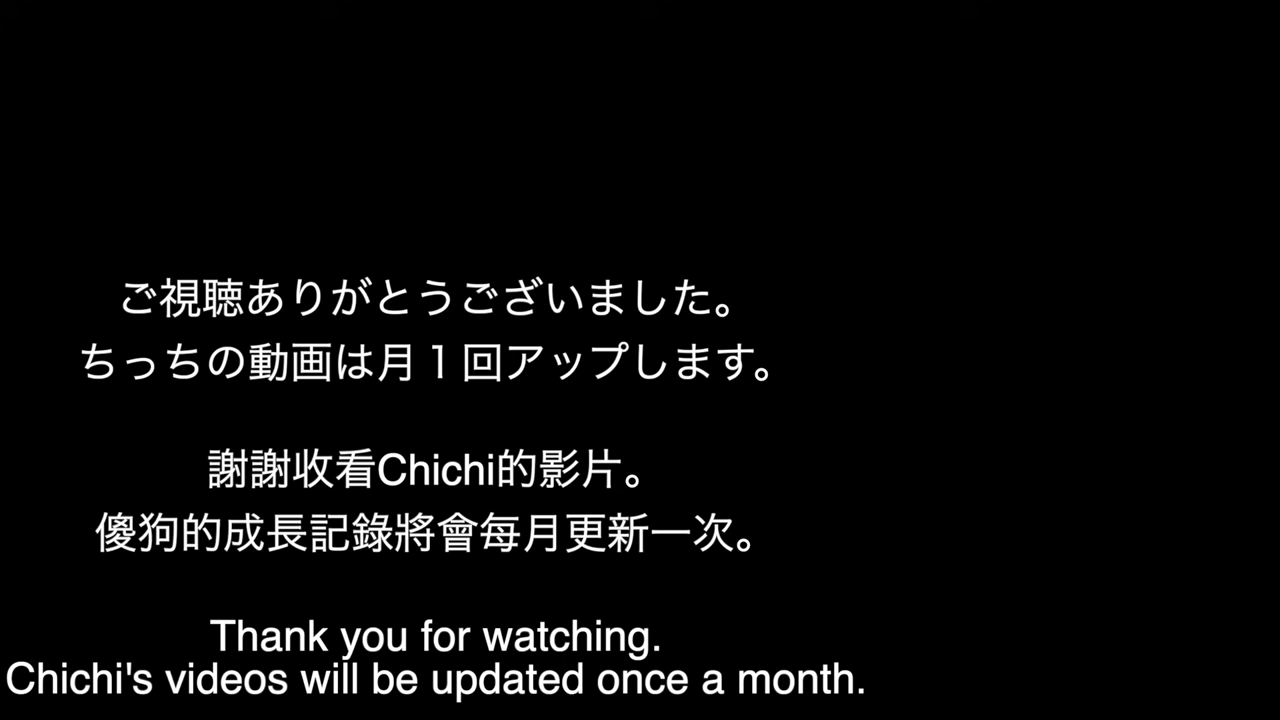 ご視聴ありがとうございました。
ちっちの動画は月１回アップします。
謝謝收看Chichi的影片。
傻狗的成長記錄將會每月更新一次。
Thank you for watching.
Chichi's videos will be updated once a month.